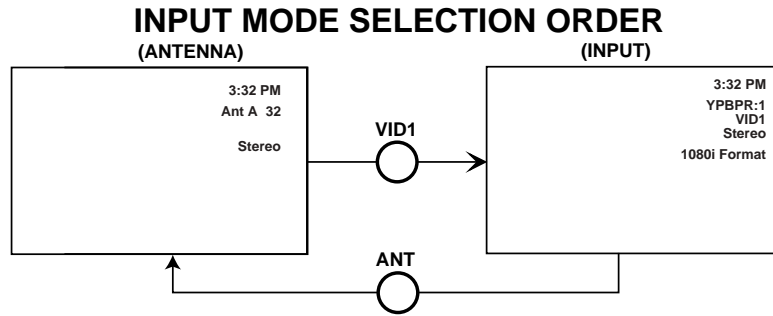 INPUT MODE SELECTION ORDER
(ANTENNA)
(INPUT)
3:32 PM
Ant A 32
Stereo
VID1
3:32 PM
YPBPR:1
VID1
Stereo
1080i Format
ANT